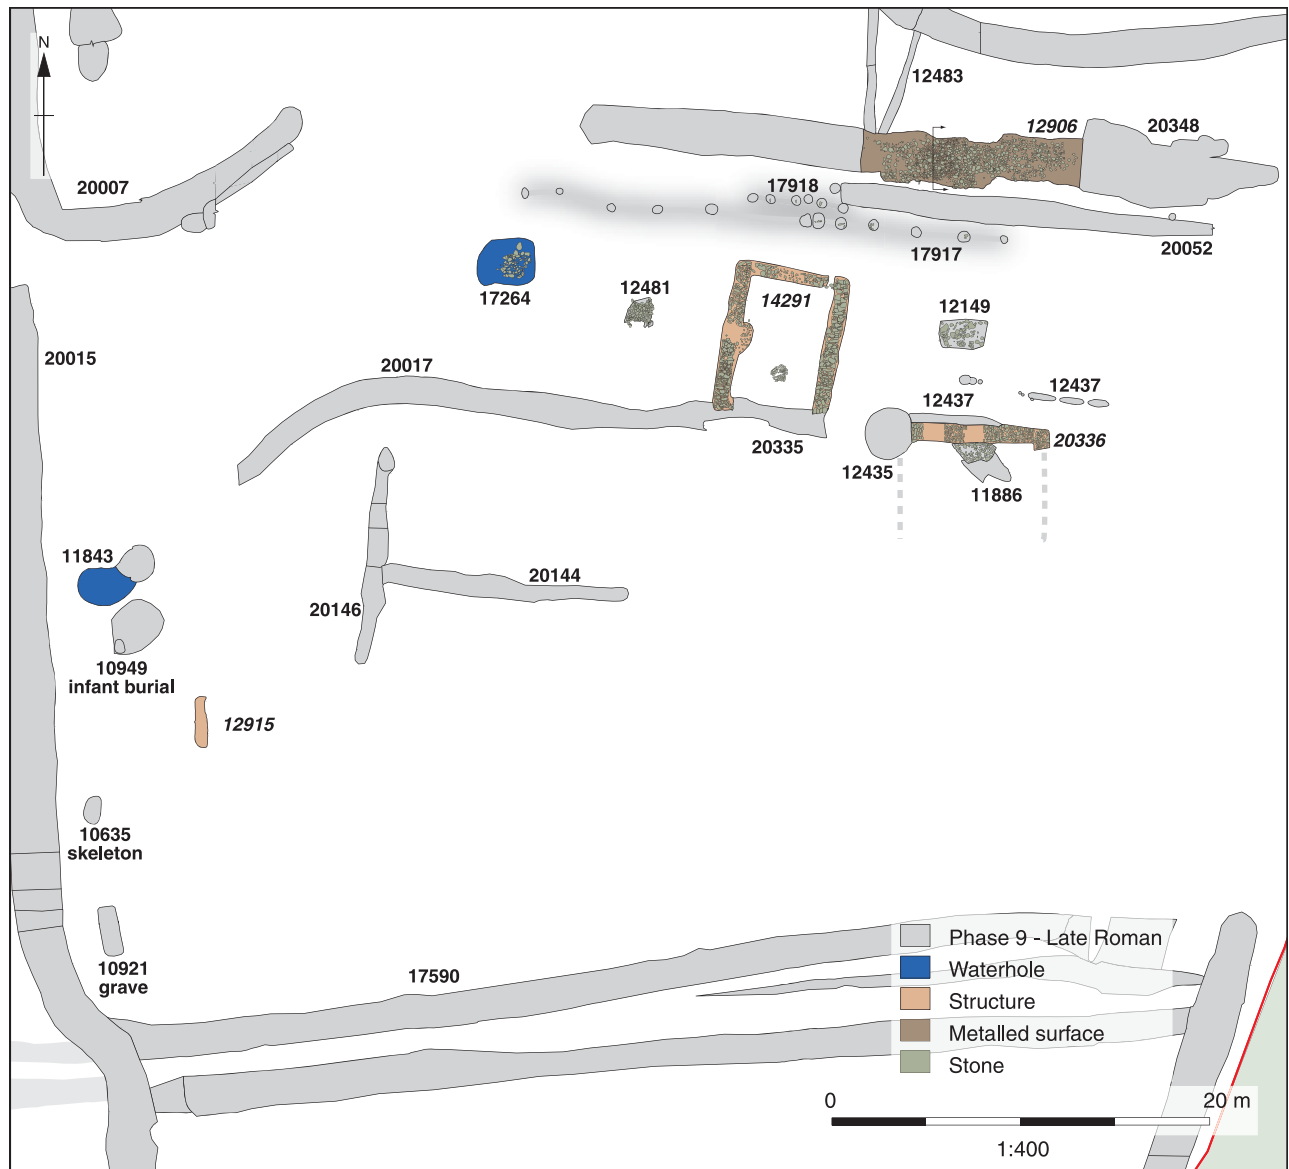 N
12483
12906
20348
20007
17918
20052
17917
17264
12481
14291
12149
20015
20017
12437
12437
20335
20336
12435
11886
11843
20144
20146
10949
infant burial
12915
10635
skeleton
10921
grave
17590
Phase 9 - Late Roman
Waterhole
Structure
Metalled surface
Stone
0
20 m
1:400